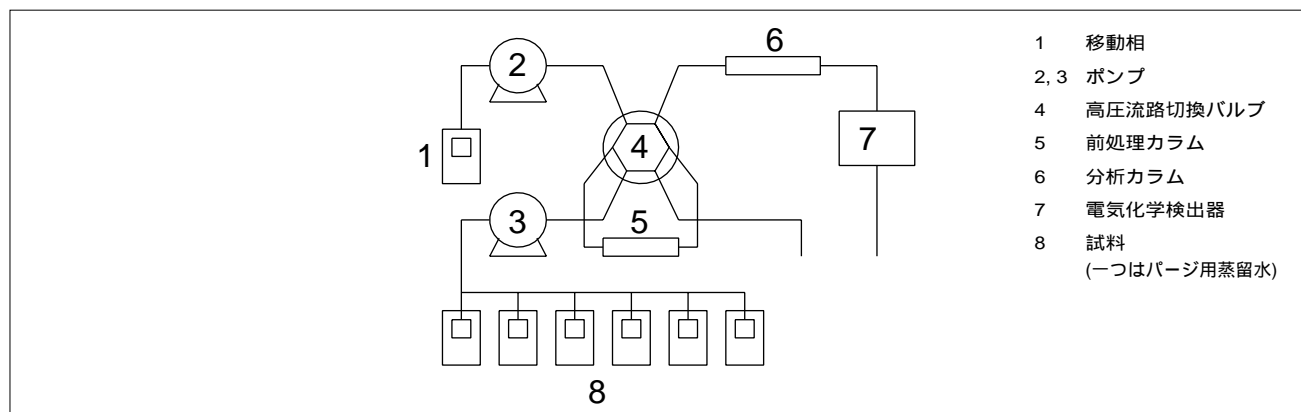 2
6
4
7
1
3
5
8
1 移動相
2, 3 ポンプ
4 高圧流路切換バルブ
5 前処理カラム
6 分析カラム
7 電気化学検出器
8 試料
(一つはパージ用蒸留水)